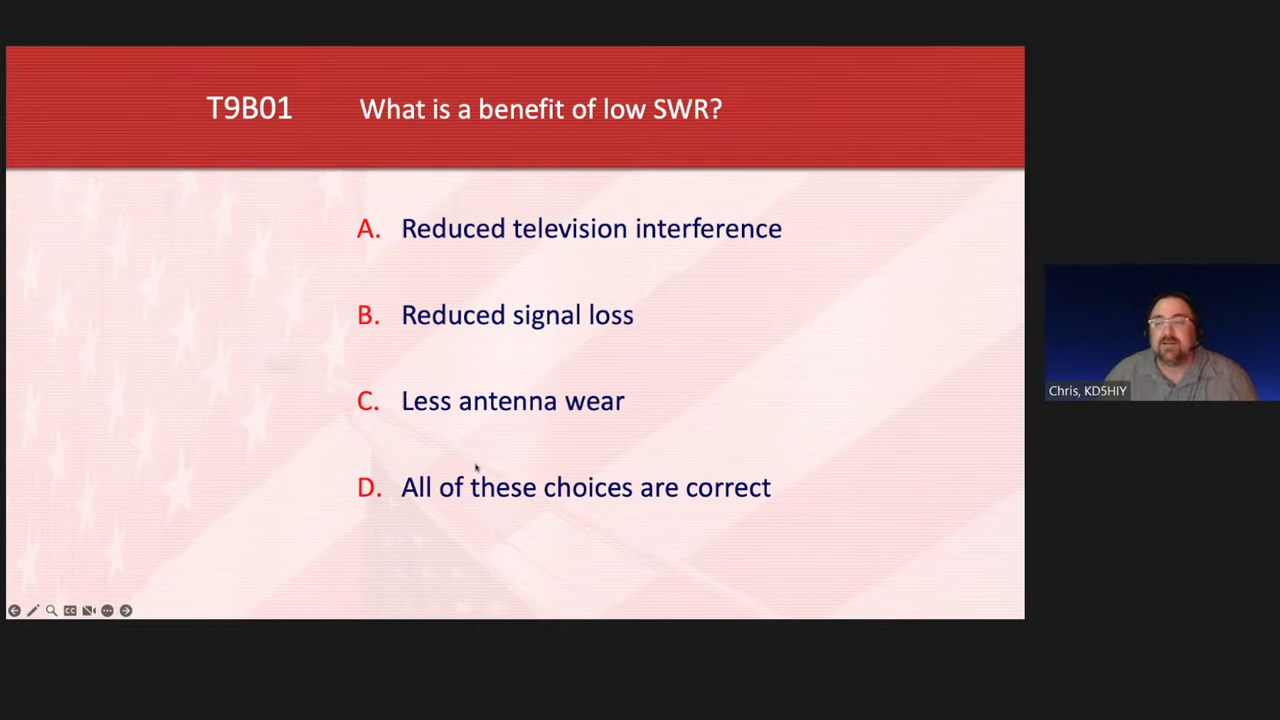 T9B01 What is a benefit of low SWR?
A. Reduced television interference
B. Reduced signal loss
C. Less antenna wear
D. All of these choices are correct
Chris, KD5HIY
CC